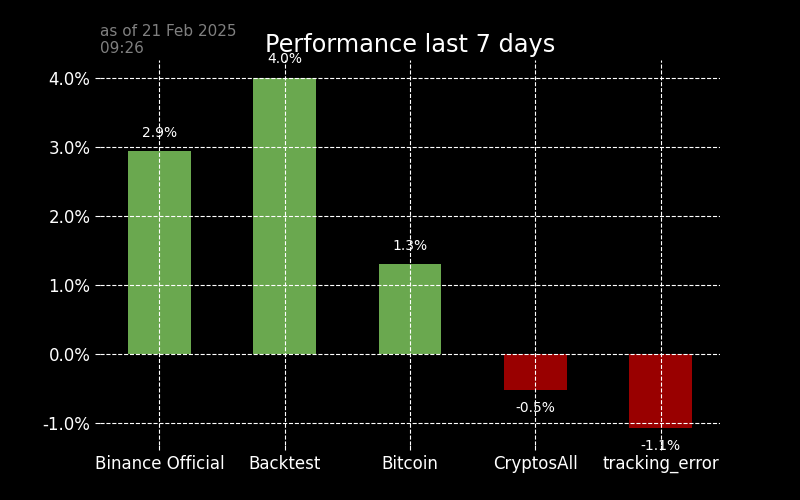 as of 21 Feb 2025
09:26
Performance last 7 days
4.0%
4.0%
2.9%
3.0%
2.0%
1.3%
1.0%
0.0%
-0.5%
-1.0%
-1.1%
Binance Official
Backtest
Bitcoin
CryptosAll
tracking_error